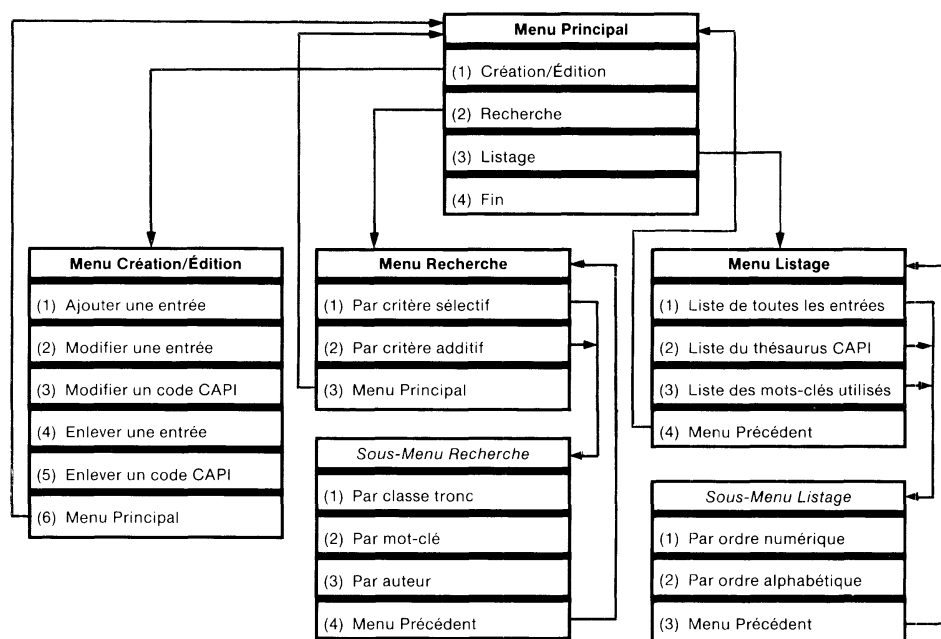 Menu Principal
(1) Création/Édition
(2) Recherche
(3) Listage
(4) Fin
Menu Création/Édition
(1) Ajouter une entrée
(2) Modifier une entrée
(3) Modifier un code CAPI
(4) Enlever une entrée
(5) Enlever un code CAPI
(6) Menu Principal
Menu Recherche
(1) Par critère sélectif
(2) Par critère additif
(3) Menu Principal
Sous-Menu Recherche
(1) Par classe tronc
(2) Par mot-clé
(3) Par auteur
(4) Menu Précédent
Menu Listage
(1) Liste de toutes les entrées
(2) Liste du thésaurus CAPI
(3) Liste des mots-clés utilisés
(4) Menu Précédent
Sous-Menu Listage
(1) Par ordre numérique
(2) Par ordre alphabétique
(3) Menu Précédent